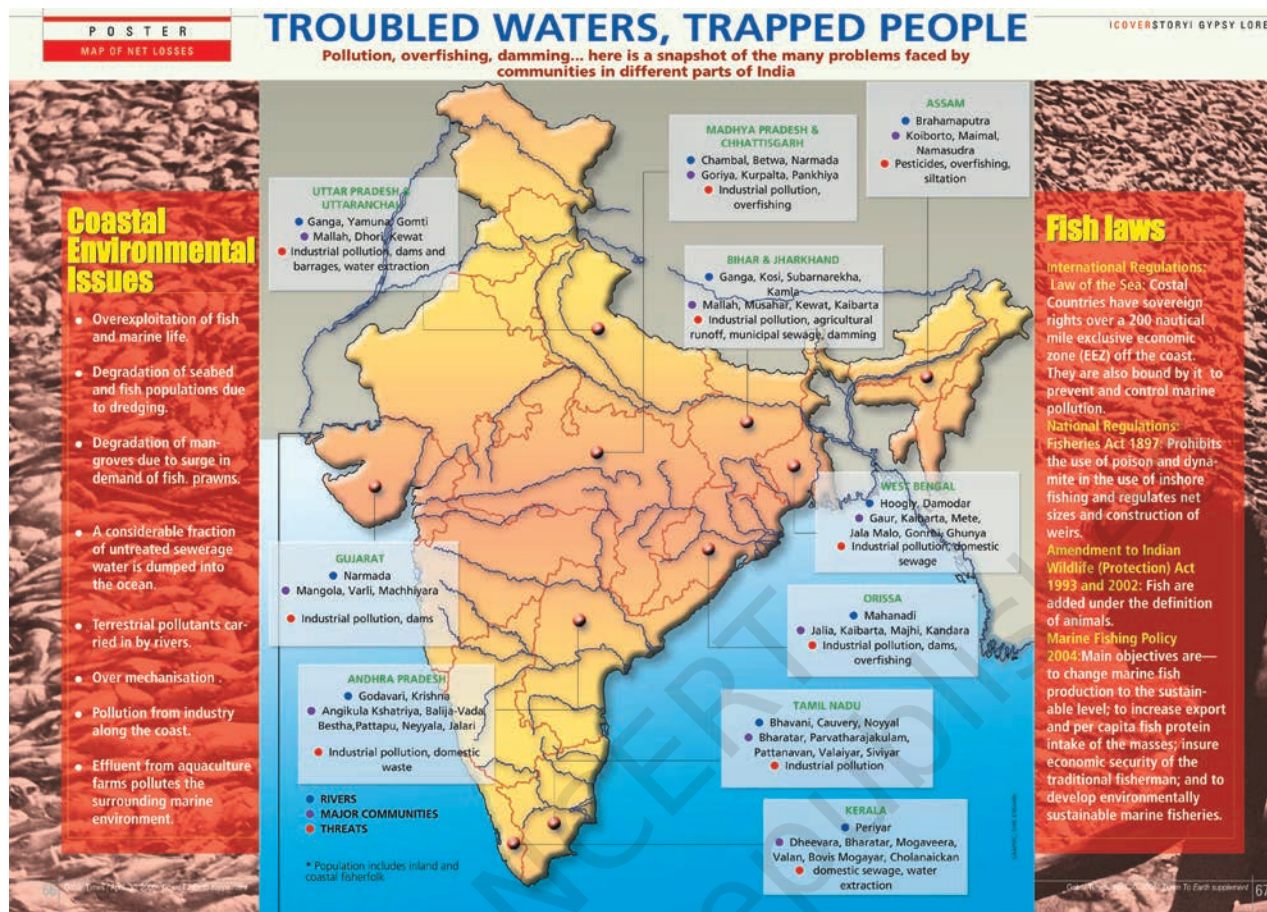 POSTER
MAP OF NET LOSSES
TROUBLED WATERS, TRAPPED PEOPLE
ICOVERSTORYI GYPSY LORE
Pollution, overfishing, damming... here is a snapshot of the many problems faced by
communities in different parts of India
Coastal
Environmental
Issues
• Overexploitation of fish
and marine life.
• Degradation of seabed
and fish populations due
to dredging.
• Degradation of man-
groves due to surge in
demand of fish. prawns.
• A considerable fraction
of untreated sewerage
water is dumped into
the ocean.
• Terrestrial pollutants car-
ried in by rivers.
• Over mechanisation .
• Pollution from industry
along the coast.
• Effluent from aquaculture
farms pollutes the
surrounding marine
environment.
UTTAR PRADESH &
UTTARANCHAL
• Ganga, Yamuna, Gomti
• Mallah, Dhori, Kewat
• Industrial pollution, dams and
barrages, water extraction
MADHYA PRADESH &
CHHATTISGARH
• Chambal, Betwa, Narmada
• Goriya, Kurpalta, Pankhiya
• Industrial pollution,
overfishing
ASSAM
• Brahamaputra
• Koiborto, Maimal,
Namasudra
• Pesticides, overfishing,
siltation
BIHAR & JHARKHAND
• Ganga, Kosi, Subarnarekha,
Kamla
• Mallah, Musahar, Kewat, Kaibarta
• Industrial pollution, agricultural
runoff, municipal sewage, damming
WEST BENGAL
• Hoogly, Damodar
• Gaur, Kaibarta, Mete,
Jala Malo, Gonrhi, Ghunya
• Industrial pollution, domestic
sewage
GUJARAT
• Narmada
• Mangola, Varli, Machhiyara
• Industrial pollution, dams
ORISSA
• Mahanadi
• Jalia, Kaibarta, Majhi, Kandara
• Industrial pollution, dams,
overfishing
ANDHRA PRADESH
• Godavari, Krishna
• Angikula Kshatriya, Balija-Vada,
Bestha,Pattapu, Neyyala, Jalari
• Industrial pollution, domestic
waste
TAMIL NADU
• Bhavani, Cauvery, Noyyal
• Bharatar, Parvatharajakulam,
Pattanavan, Valaiyar, Siviyar
• Industrial pollution
KERALA
• Periyar
• Dheevara, Bharatar, Mogaveera,
Valan, Bovis Mogayar, Cholanaickan
• domestic sewage, water
extraction
• RIVERS
• MAJOR COMMUNITIES
• THREATS
* Population includes inland and
coastal fisherfolk
Fish laws
International Regulations:
Law of the Sea: Costal
Countries have sovereign
rights over a 200 nautical
mile exclusive economic
zone (EEZ) off the coast.
They are also bound by it to
prevent and control marine
pollution.
National Regulations:
Fisheries Act 1897: Prohibits
the use of poison and dyna-
mite in the use of inshore
fishing and regulates net
sizes and construction of
weirs.
Amendment to Indian
Wildlife (Protection) Act
1993 and 2002: Fish are
added under the definition
of animals.
Marine Fishing Policy
2004:Main objectives are—
to change marine fish
production to the sustain-
able level; to increase export
and per capita fish protein
intake of the masses; insure
economic security of the
traditional fisherman; and to
develop environmentally
sustainable marine fisheries.
66
Down To Earth supplement
67
NCERT
republis